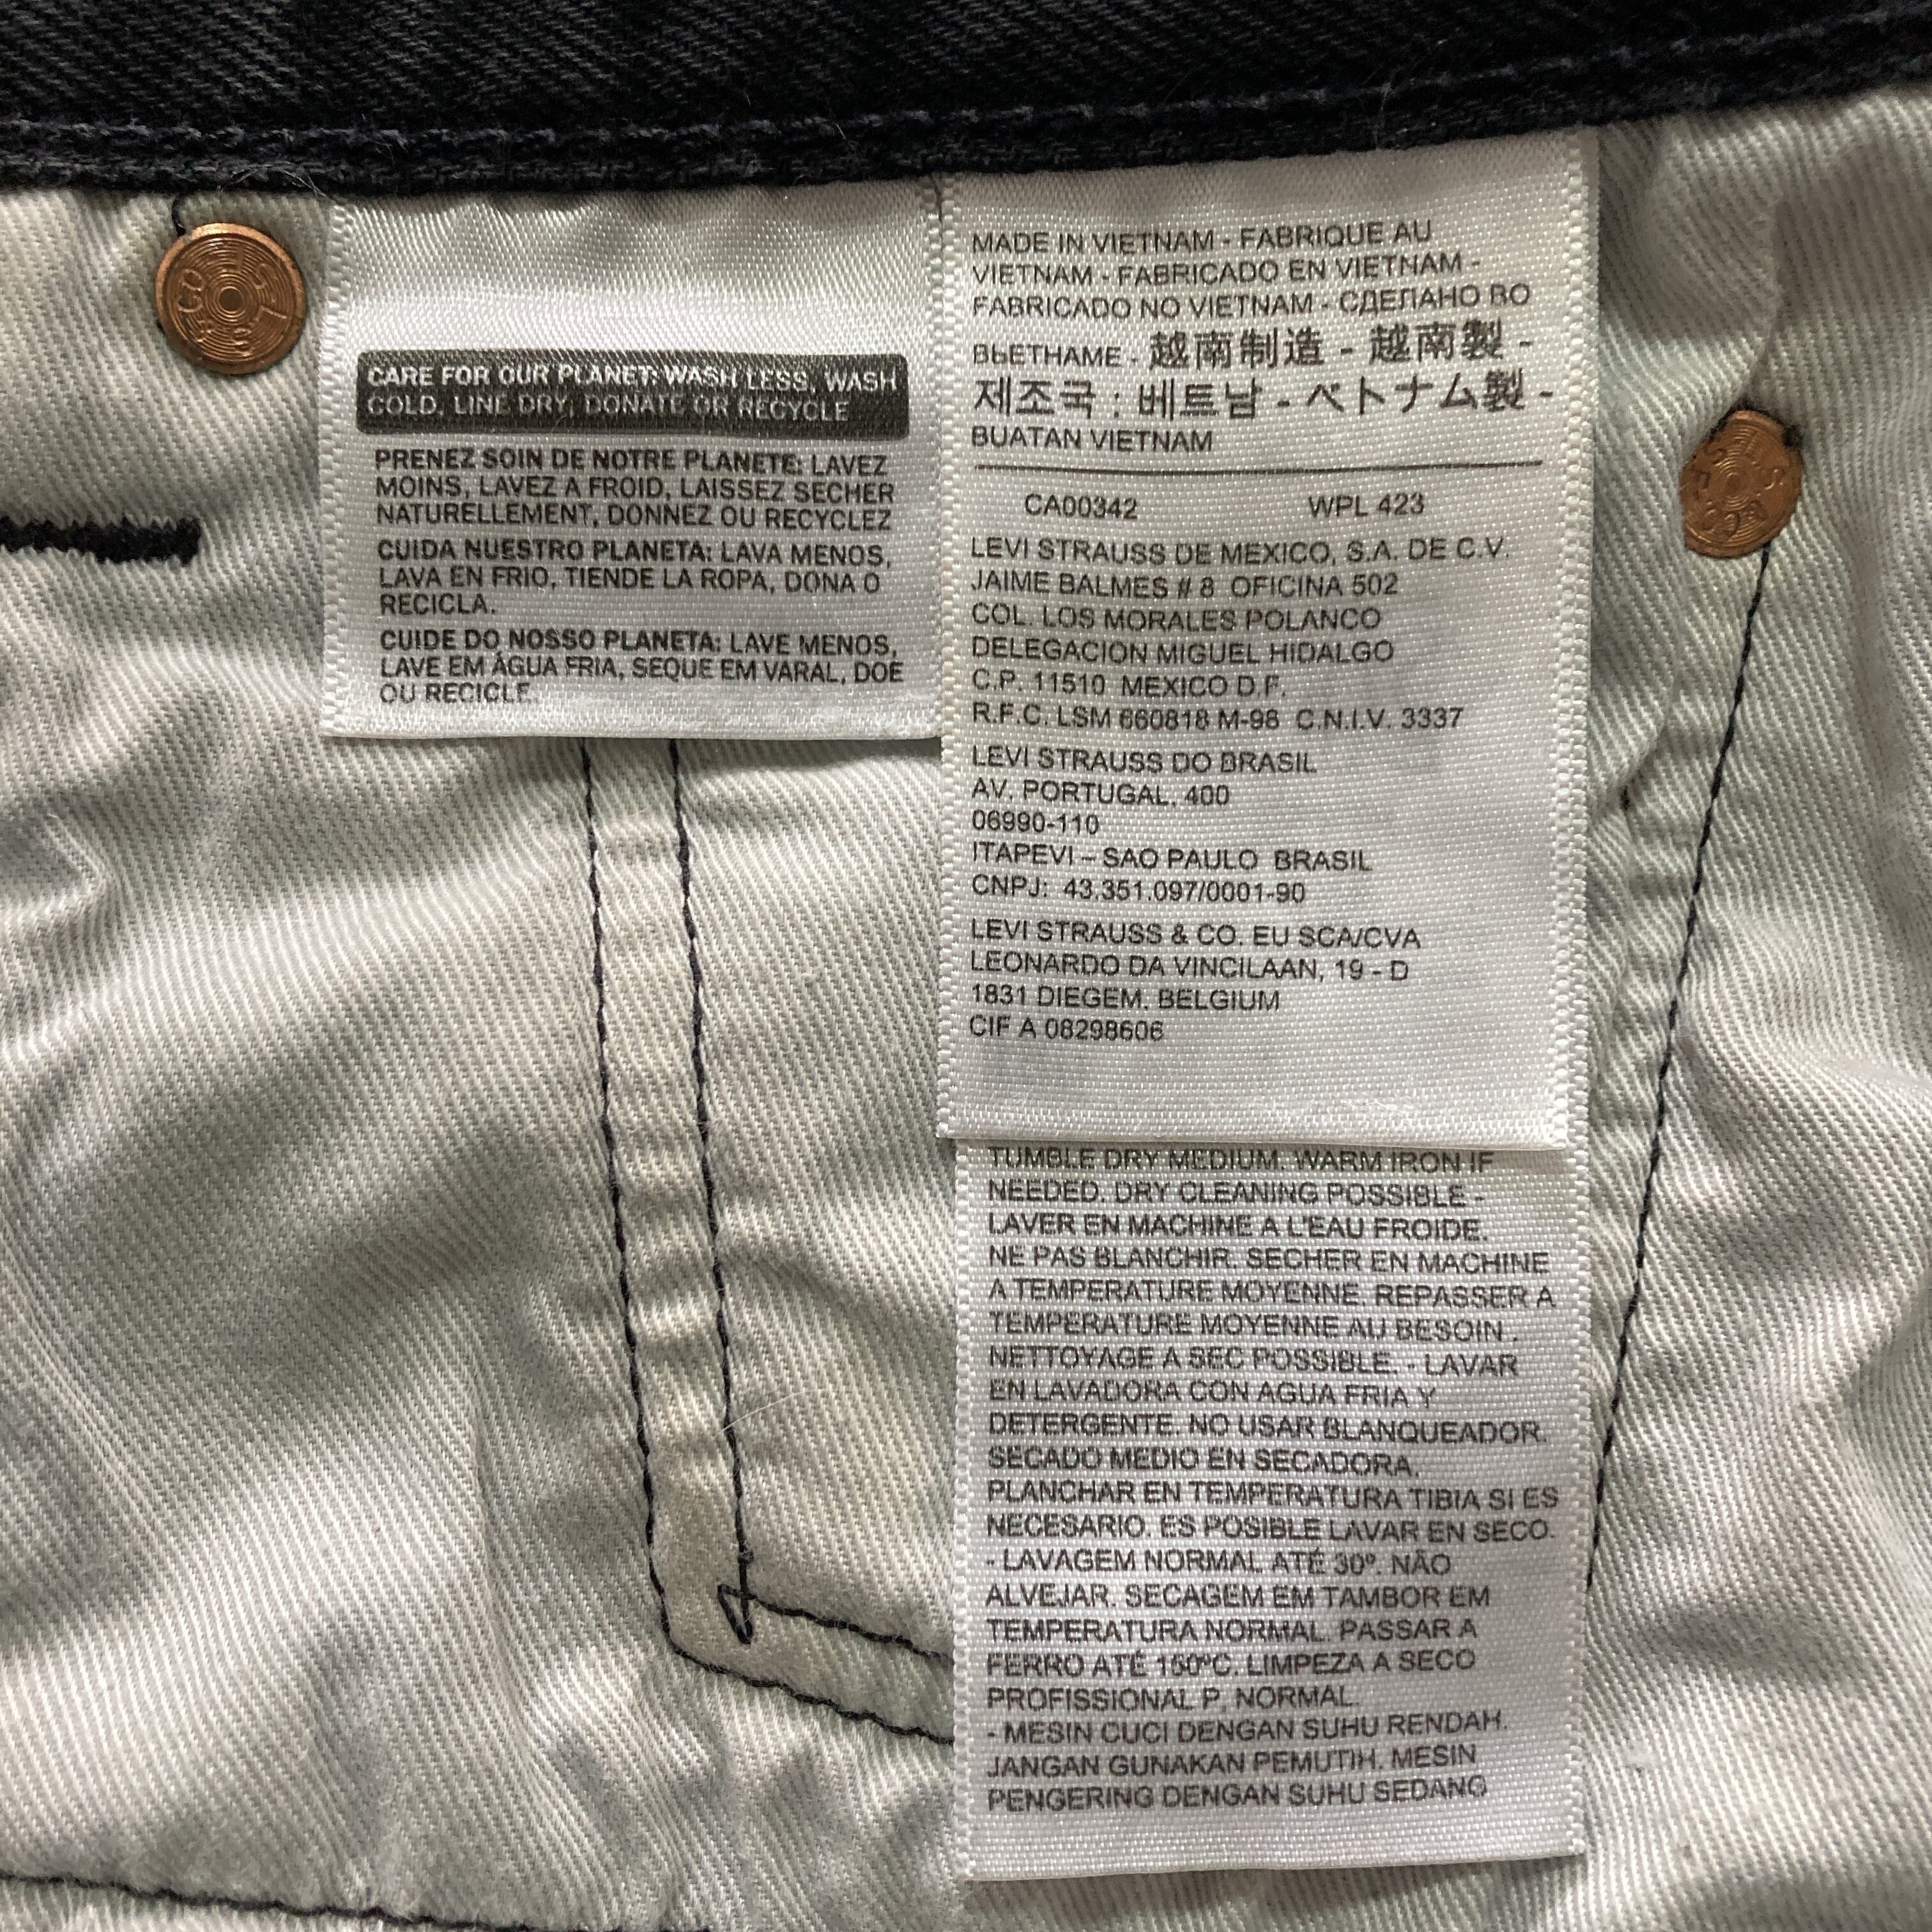 CARE FOR OUR PLANET: WASH LESS, WASH
COLD, LINE DRY, DONATE OR RECYCLE
PRENEZ SOIN DE NOTRE PLANETE: LAVEZ
MOINS, LAVEZ A FROID, LAISSEZ SECHER
NATURELLEMENT, DONNEZ OU RECYCLEZ
CUIDA NUESTRO PLANETA: LAVA MENOS,
LAVA EN FRIO, TIENDE LA ROPA, DONA O
RECICLA.
CUIDE DO NOSSO PLANETA: LAVE MENOS,
LAVE EM ÁGUA FRIA, SEQUE EM VARAL, DOE
OU RECICLE.
MADE IN VIETNAM - FABRIQUE AU
VIETNAM - FABRICADO EN VIETNAM -
FABRICADO NO VIETNAM - СДЕЛАНО ВО
ВЬЕТНАМЕ - 越南制造 - 越南製 -
제조국 : 베트남 - ベトナム製 -
BUATAN VIETNAM
CA00342 WPL 423
LEVI STRAUSS DE MEXICO, S.A. DE C.V.
JAIME BALMES # 8 OFICINA 502
COL. LOS MORALES POLANCO
DELEGACION MIGUEL HIDALGO
C.P. 11510 MEXICO D.F.
R.F.C. LSM 660818 M-98 C.N.I.V. 3337
LEVI STRAUSS DO BRASIL
AV. PORTUGAL, 400
06990-110
ITAPEVI – SAO PAULO BRASIL
CNPJ: 43.351.097/0001-90
LEVI STRAUSS & CO. EU SCA/CVA
LEONARDO DA VINCILAAN, 19 - D
1831 DIEGEM. BELGIUM
CIF A 08298606
TUMBLE DRY MEDIUM. WARM IRON IF
NEEDED. DRY CLEANING POSSIBLE -
LAVER EN MACHINE A L'EAU FROIDE.
NE PAS BLANCHIR. SECHER EN MACHINE
A TEMPERATURE MOYENNE. REPASSER A
TEMPERATURE MOYENNE AU BESOIN .
NETTOYAGE A SEC POSSIBLE. - LAVAR
EN LAVADORA CON AGUA FRIA Y
DETERGENTE. NO USAR BLANQUEADOR.
SECADO MEDIO EN SECADORA.
PLANCHAR EN TEMPERATURA TIBIA SI ES
NECESARIO. ES POSIBLE LAVAR EN SECO.
- LAVAGEM NORMAL ATÉ 30º. NÃO
ALVEJAR. SECAGEM EM TAMBOR EM
TEMPERATURA NORMAL. PASSAR A
FERRO ATÉ 150ºC. LIMPEZA A SECO
PROFISSIONAL P, NORMAL.
- MESIN CUCI DENGAN SUHU RENDAH.
JANGAN GUNAKAN PEMUTIH. MESIN
PENGERING DENGAN SUHU SEDANG